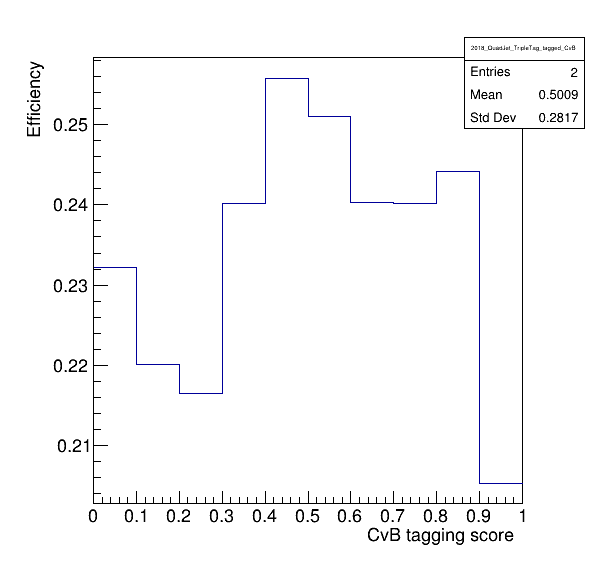 2018_QuadJet_TripleTag_tagged_CvB
Entries 2
Mean 0.5009
Std Dev 0.2817
Efficiency
0.25
0.24
0.23
0.22
0.21
0 0.1 0.2 0.3 0.4 0.5 0.6 0.7 0.8 0.9 1
CvB tagging score